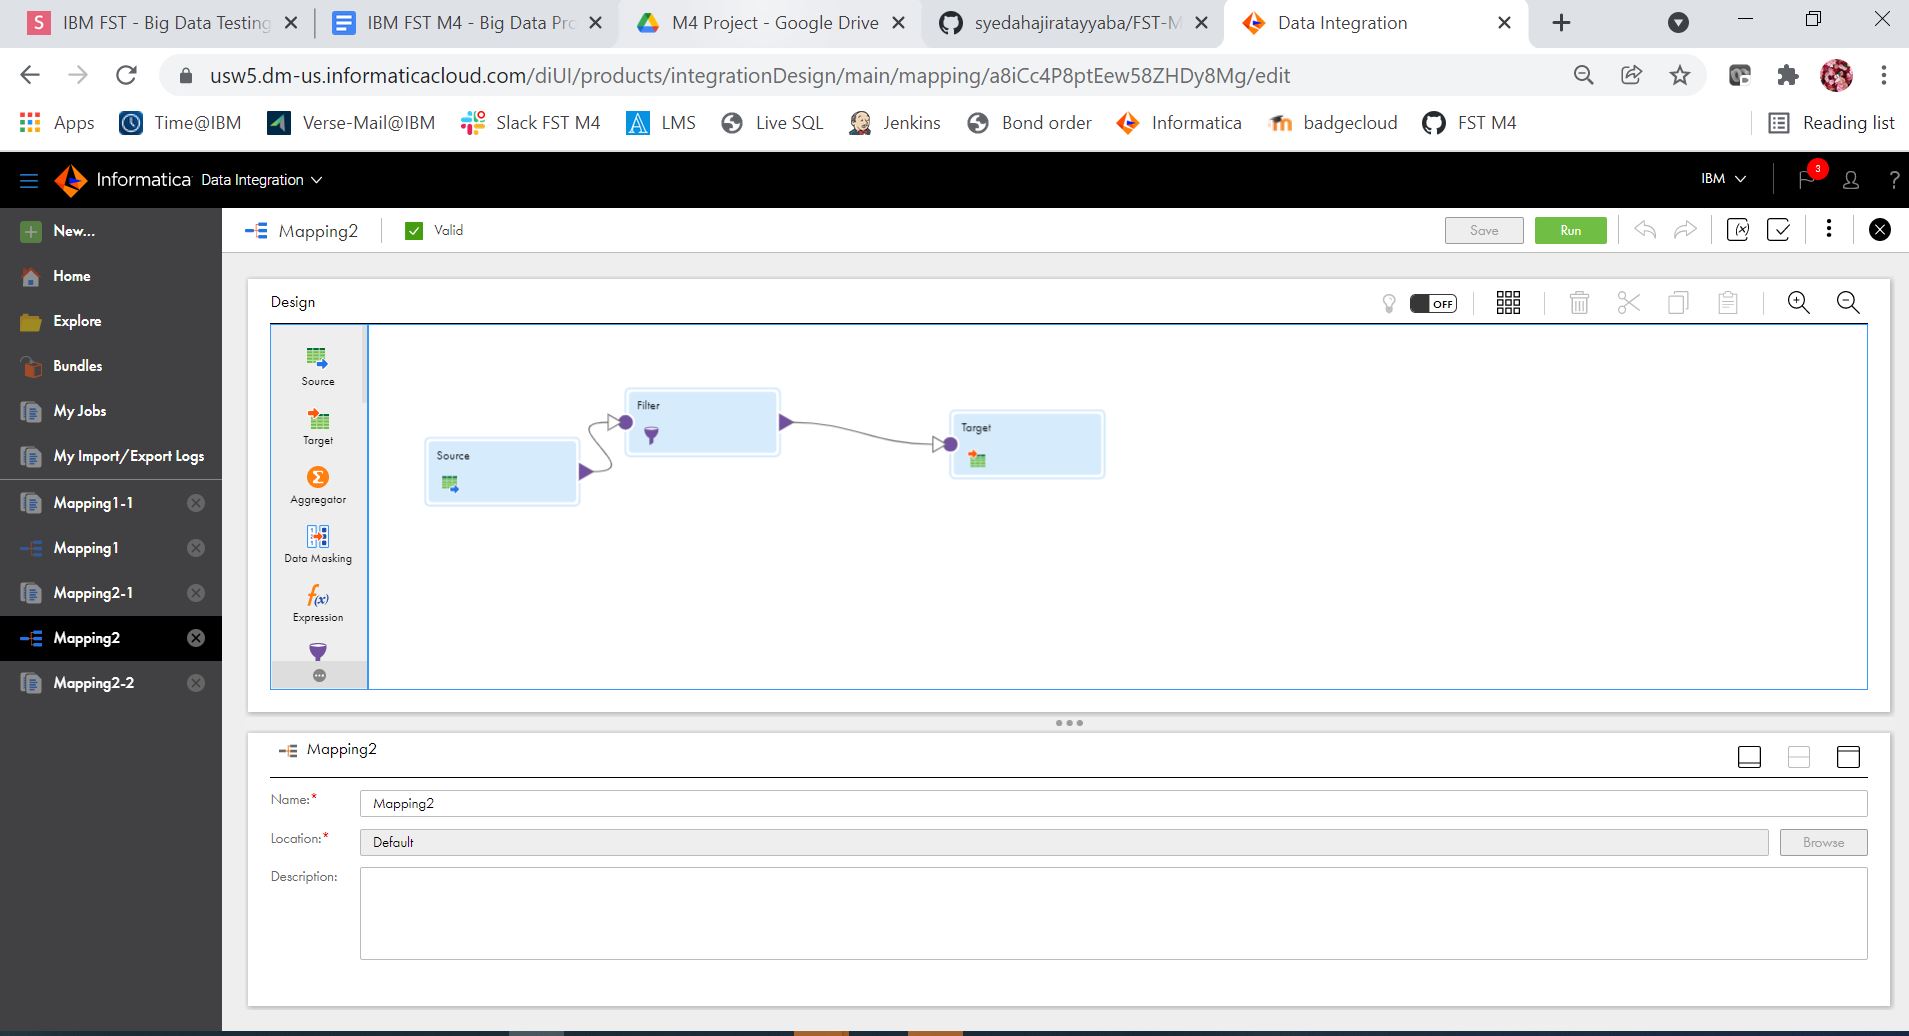 S IBM FST - Big Data Testing
IBM FST M4 - Big Data Pro
M4 Project - Google Drive
syedahajiratayyaba/FST-M
Data Integration
usw5.dm-us.informaticacloud.com/diUI/products/integrationDesign/main/mapping/a8iCc4P8ptEew58ZHDy8Mg/edit
Apps
Time@IBM
Verse-Mail@IBM
Slack FST M4
LMS
Live SQL
Jenkins
Bond order
Informatica
badgecloud
FST M4
Reading list
Informatica Data Integration
IBM
3
?
New...
Home
Explore
Bundles
My Jobs
My Import/Export Logs
Mapping1-1
Mapping1
Mapping2-1
Mapping2
Mapping2-2
Mapping2
Valid
Save
Run
Design
OFF
Source
Target
Aggregator
Data Masking
f(x)
Expression
Source
Filter
Target
Mapping2
Name:*
Mapping2
Location:*
Default
Browse
Description: